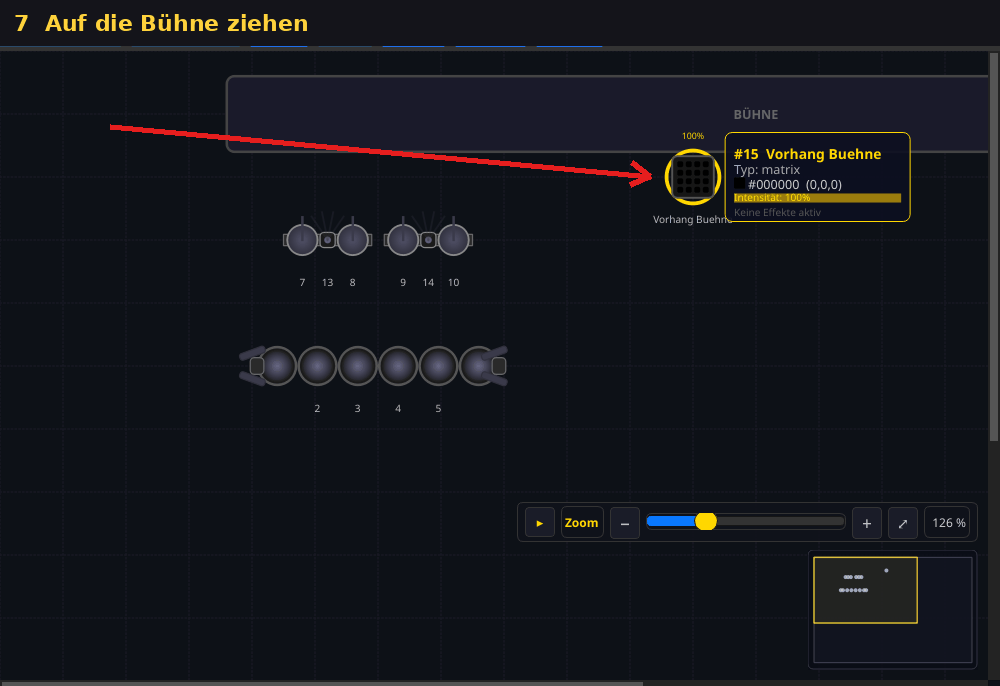 7 Auf die Bühne ziehen
BÜHNE
100%
#15 Vorhang Buehne
Typ: matrix
#000000 (0,0,0)
Intensität: 100%
Keine Effekte aktiv
Vorhang Buehne
7 13 8 9 14 10
2 3 4 5
Zoom
126 %